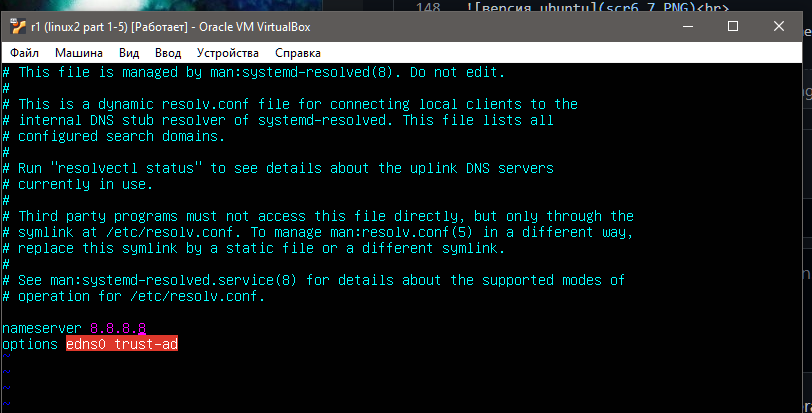 148 ![версия ubuntu](scr6_7.PNG)<br>
r1 (linux2 part 1-5) [Работает] - Oracle VM VirtualBox
Файл Машина Вид Ввод Устройства Справка
# This file is managed by man:systemd-resolved(8). Do not edit.
#
# This is a dynamic resolv.conf file for connecting local clients to the
# internal DNS stub resolver of systemd-resolved. This file lists all
# configured search domains.
#
# Run "resolvectl status" to see details about the uplink DNS servers
# currently in use.
#
# Third party programs must not access this file directly, but only through the
# symlink at /etc/resolv.conf. To manage man:resolv.conf(5) in a different way,
# replace this symlink by a static file or a different symlink.
#
# See man:systemd-resolved.service(8) for details about the supported modes of
# operation for /etc/resolv.conf.
nameserver 8.8.8.8
options edns0 trust-ad
~
~
~
~